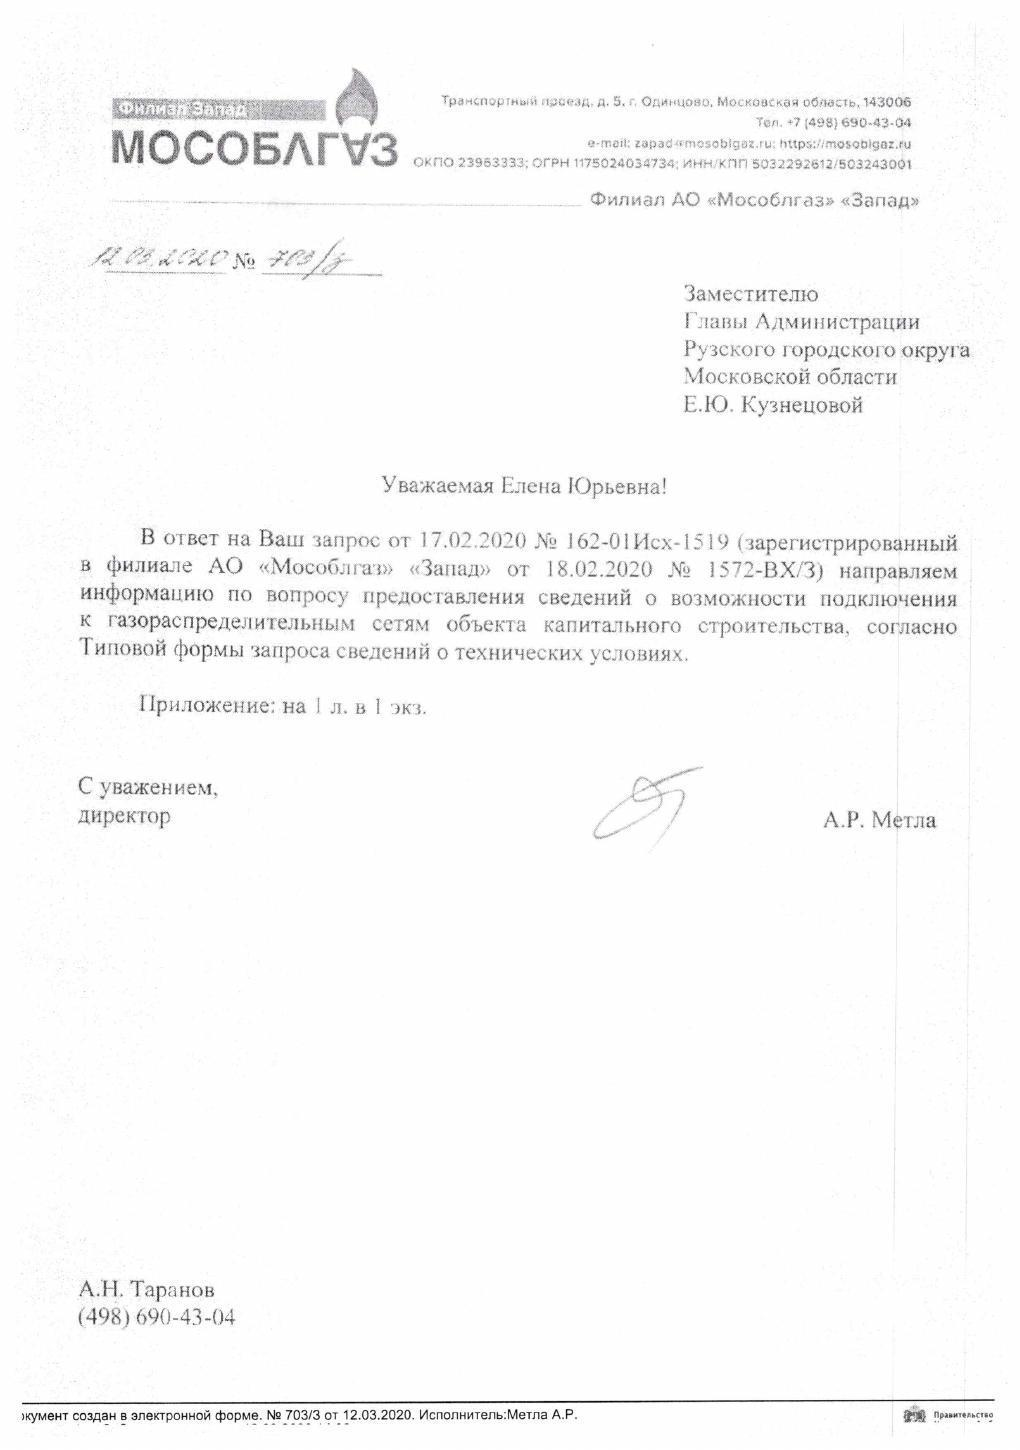 Филиал Запад
МОСОБЛГАЗ
Транспортный проезд, д. 5, г. Одинцово, Московская область, 143006
Тел. +7 (498) 690-43-04
e-mail: zapad@mosoblgaz.ru; https://mosoblgaz.ru
ОКПО 23963333; ОГРН 1175024034734; ИНН/КПП 5032292612/503243001
Филиал АО «Мособлгаз» «Запад»
12.03.2020 № 703/з
Заместителю
Главы Администрации
Рузского городского округа
Московской области
Е.Ю. Кузнецовой
Уважаемая Елена Юрьевна!
В ответ на Ваш запрос от 17.02.2020 № 162-01Исх-1519 (зарегистрированный
в филиале АО «Мособлгаз» «Запад» от 18.02.2020 № 1572-ВХ/З) направляем
информацию по вопросу предоставления сведений о возможности подключения
к газораспределительным сетям объекта капитального строительства, согласно
Типовой формы запроса сведений о технических условиях.
Приложение: на 1 л. в 1 экз.
С уважением,
директор
А.Р. Метла
А.Н. Таранов
(498) 690-43-04
окумент создан в электронной форме. № 703/3 от 12.03.2020. Исполнитель:Метла А.Р.
Правительство